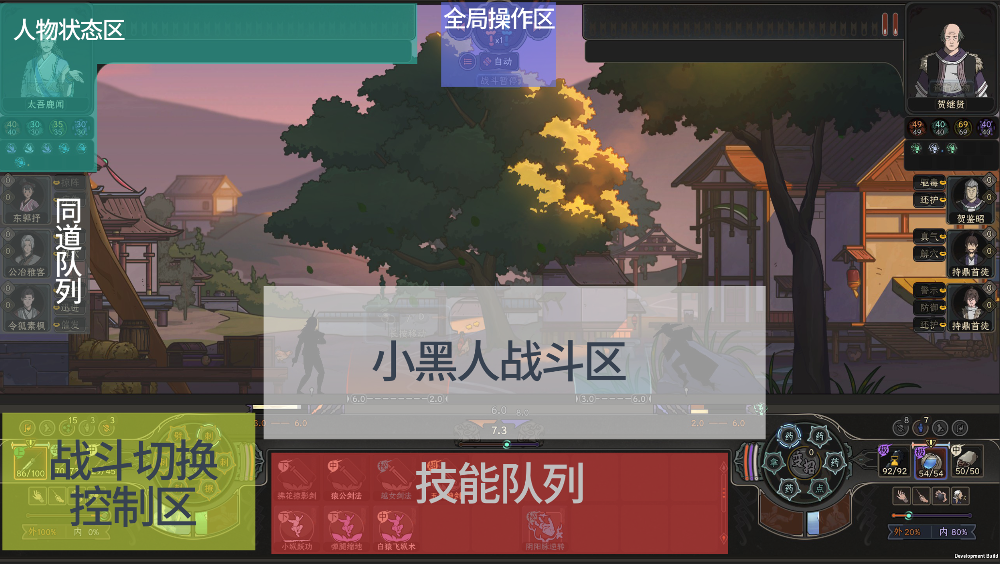 人物状态区
全局操作区
x1
自动
战斗暂停
太吾鹿闻
40 30 35 30
40 30 35 30
查看人物
贺继贤
49 40 69 40
49 40 69 40
同道队列
0
0
掠阵
东郭抒
0
0
公冶雅客
0
0
迅进
催发
令狐素枫
驱毒
还护
0
0
贺鉴昭
真气
解穴
0
0
持鼎首徒
警示
防御
还护
0
0
持鼎首徒
D
长按移动
小黑人战斗区
6.0 2.0
3.0 6.0
6.0 8.0
3.0 6.0
7.3
2.0 6.0
战斗切换
控制区
15 3 3
劈 刺
上 中
86/100
刺
刺
撩
外100% 内 0%
技能队列
下 中 秘 超
拂花掠影剑 猿公剑法 越女剑法
下 下 中 秘
小纵跃功 弹腿缩地 白猿飞纵术 阴阳脉逆转
药 药
拿 变招 0 药
药 点
8 7
极 极 中
92/92 54/54 50/50
外 20% 内 80%
Development Build